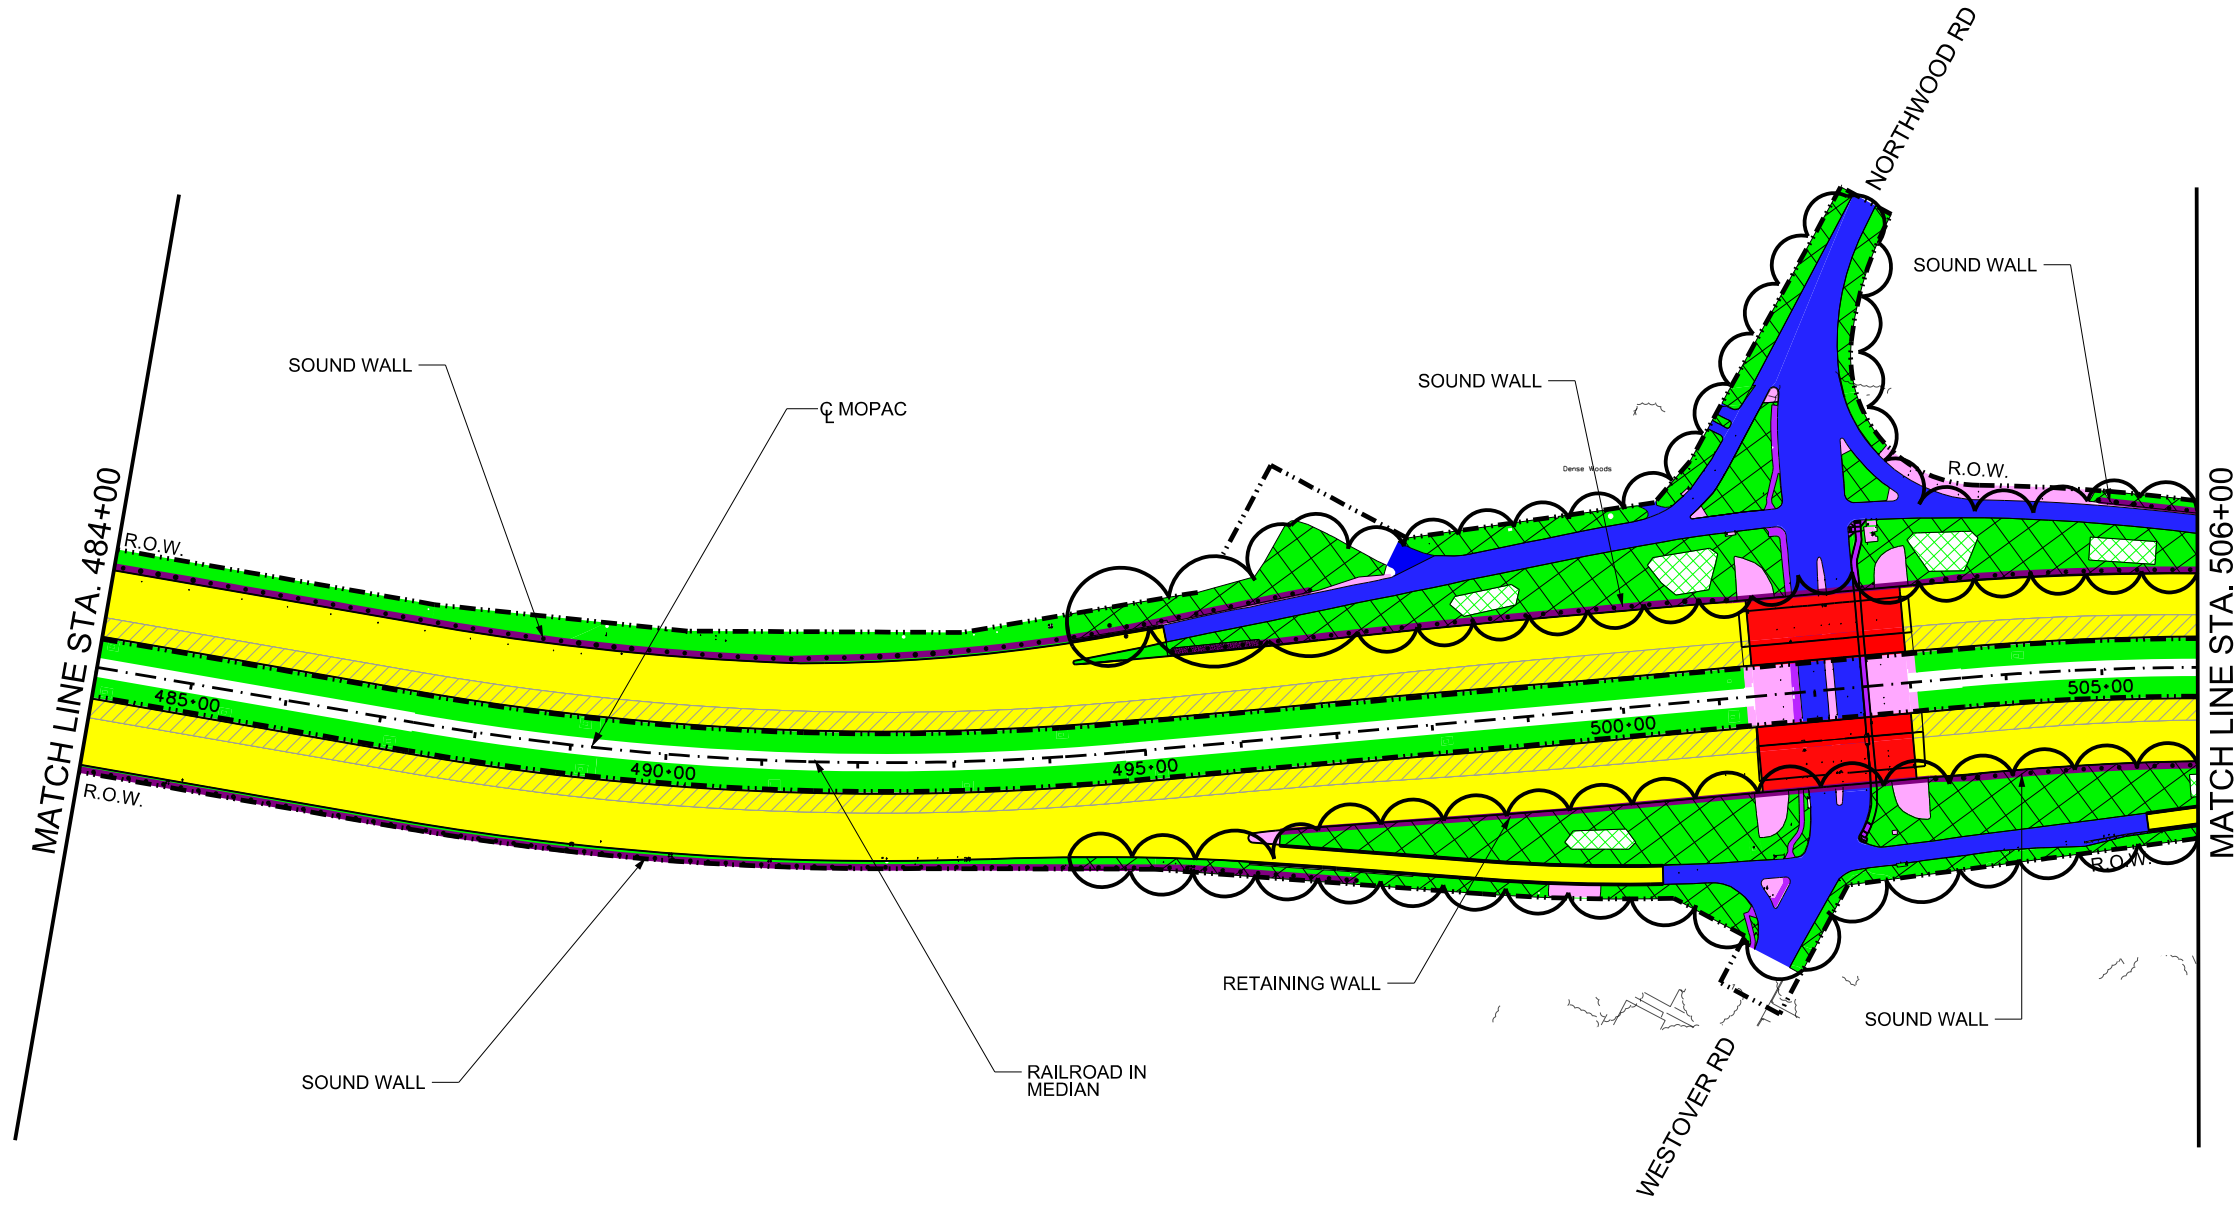 NORTHWOOD RD
SOUND WALL
SOUND WALL
SOUND WALL
℄ MOPAC
Dense Woods
R.O.W.
MATCH LINE STA. 484+00
R.O.W.
MATCH LINE STA. 506+00
485+00
490+00
495+00
500+00
505+00
R.O.W.
R.O.W.
RETAINING WALL
SOUND WALL
SOUND WALL
RAILROAD IN
MEDIAN
WESTOVER RD